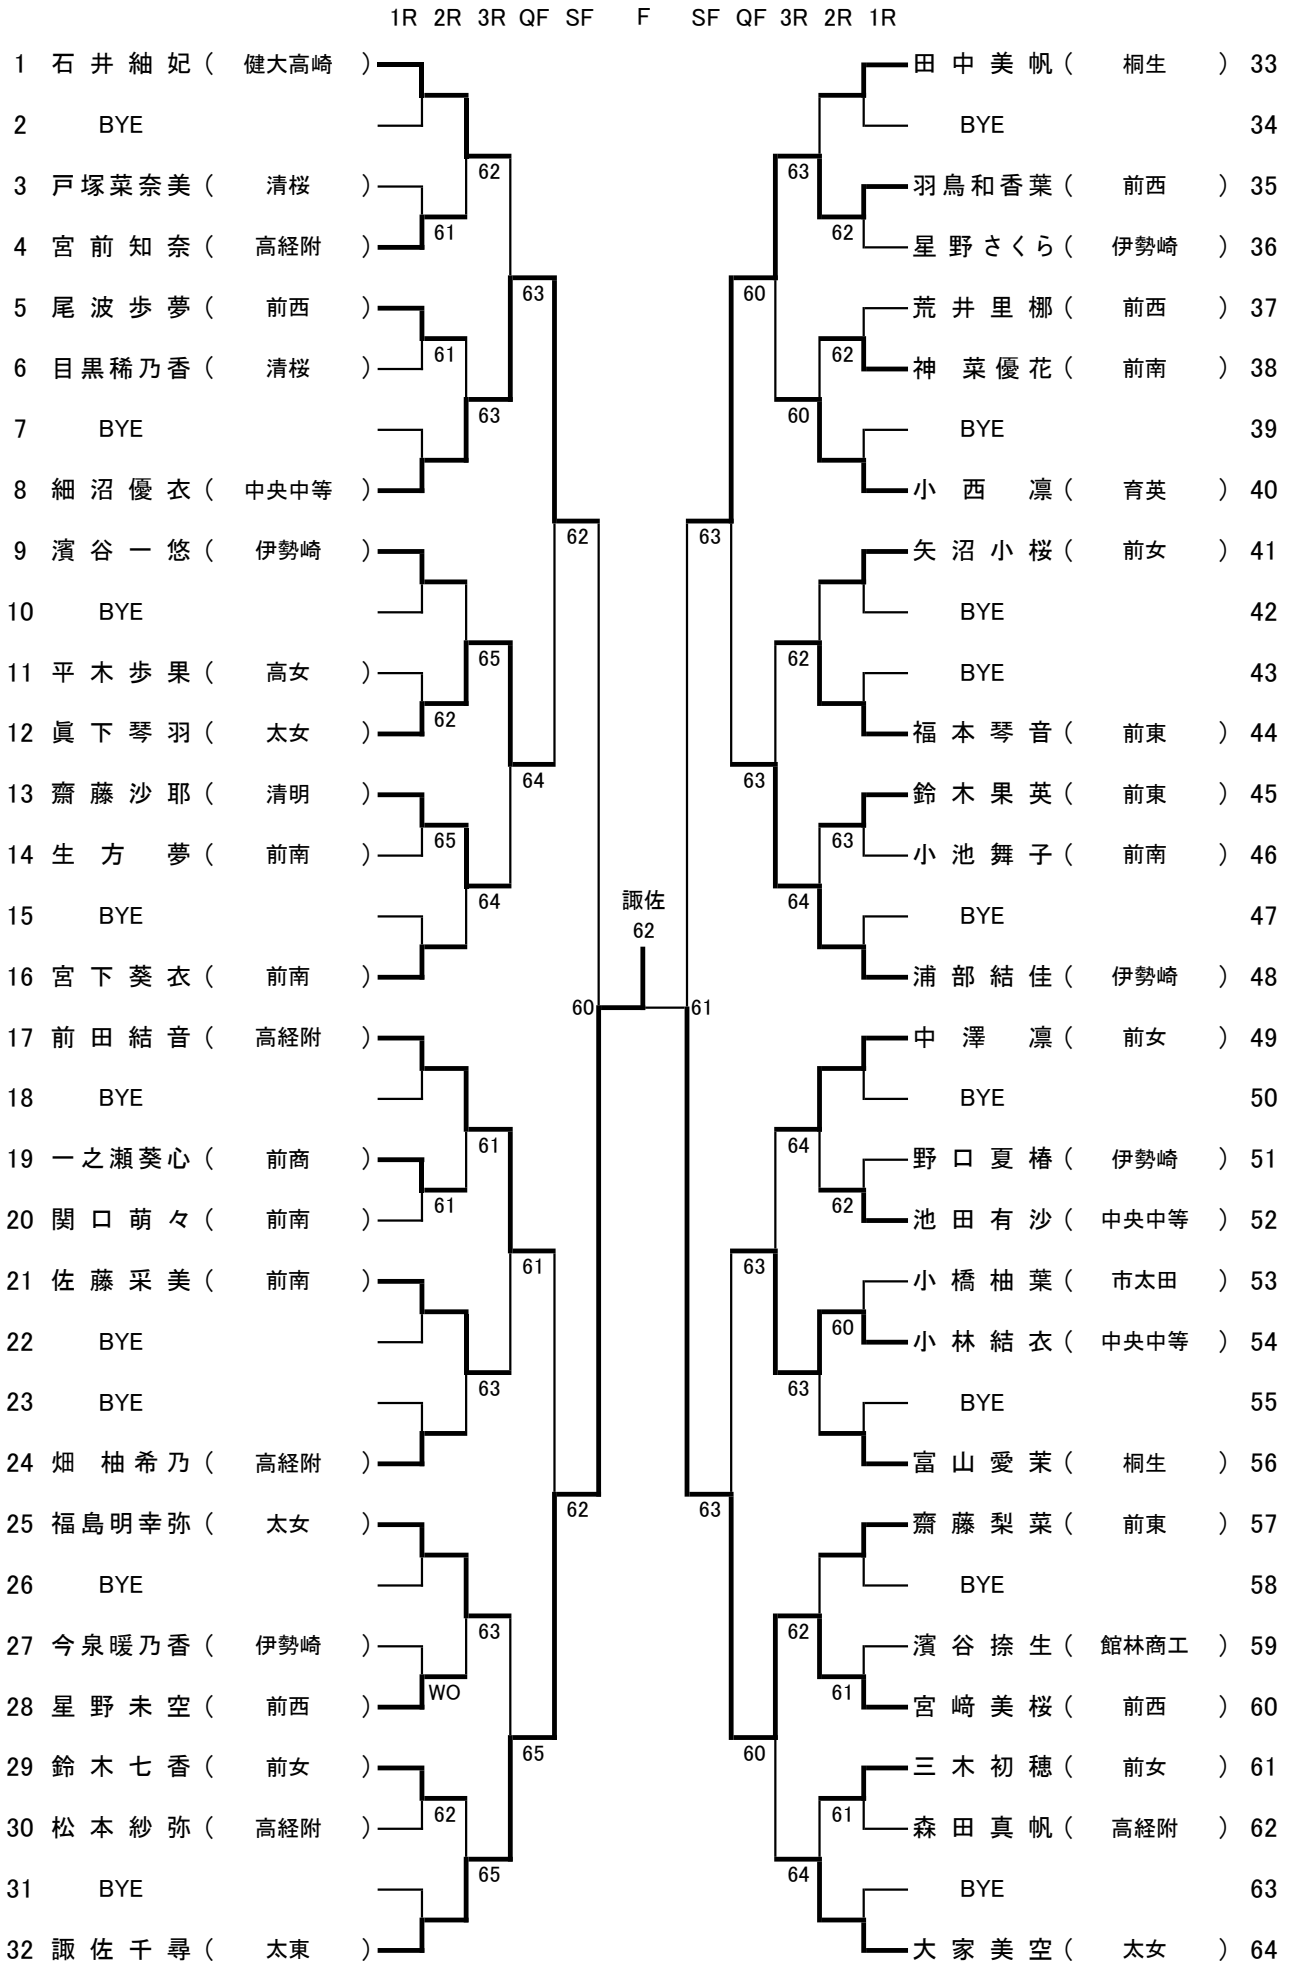 1R 2R 3R QF SF F SF QF 3R 2R 1R
1 石井紬妃（ 健大高崎 ） 田中美帆（ 桐生 ） 33
2 BYE BYE 34
62 63
3 戸塚菜奈美（ 清桜 ） 羽鳥和香葉（ 前西 ） 35
61 62
4 宮前知奈（ 高経附 ） 星野さくら（ 伊勢崎 ） 36
63 60
5 尾波歩夢（ 前西 ） 荒井里梛（ 前西 ） 37
61 62
6 目黒稀乃香（ 清桜 ） 神菜優花（ 前南 ） 38
63 60
7 BYE BYE 39
8 細沼優衣（ 中央中等 ） 小西凛（ 育英 ） 40
62 63
9 濱谷一悠（ 伊勢崎 ） 矢沼小桜（ 前女 ） 41
10 BYE BYE 42
65 62
11 平木歩果（ 高女 ） BYE 43
62
12 眞下琴羽（ 太女 ） 福本琴音（ 前東 ） 44
64 63
13 齋藤沙耶（ 清明 ） 鈴木果英（ 前東 ） 45
65 63
14 生方夢（ 前南 ） 小池舞子（ 前南 ） 46
64 諏佐 64
15 BYE BYE 47
62
16 宮下葵衣（ 前南 ） 浦部結佳（ 伊勢崎 ） 48
60 61
17 前田結音（ 高経附 ） 中澤凛（ 前女 ） 49
18 BYE BYE 50
61 64
19 一之瀬葵心（ 前商 ） 野口夏椿（ 伊勢崎 ） 51
61 62
20 関口萌々（ 前南 ） 池田有沙（ 中央中等 ） 52
61 63
21 佐藤采美（ 前南 ） 小橋柚葉（ 市太田 ） 53
60
22 BYE 小林結衣（ 中央中等 ） 54
63 63
23 BYE BYE 55
24 畑柚希乃（ 高経附 ） 富山愛茉（ 桐生 ） 56
62 63
25 福島明幸弥（ 太女 ） 齋藤梨菜（ 前東 ） 57
26 BYE BYE 58
63 62
27 今泉暖乃香（ 伊勢崎 ） 濱谷捺生（ 館林商工 ） 59
WO 61
28 星野未空（ 前西 ） 宮﨑美桜（ 前西 ） 60
65 60
29 鈴木七香（ 前女 ） 三木初穂（ 前女 ） 61
62 61
30 松本紗弥（ 高経附 ） 森田真帆（ 高経附 ） 62
65 64
31 BYE BYE 63
32 諏佐千尋（ 太東 ） 大家美空（ 太女 ） 64